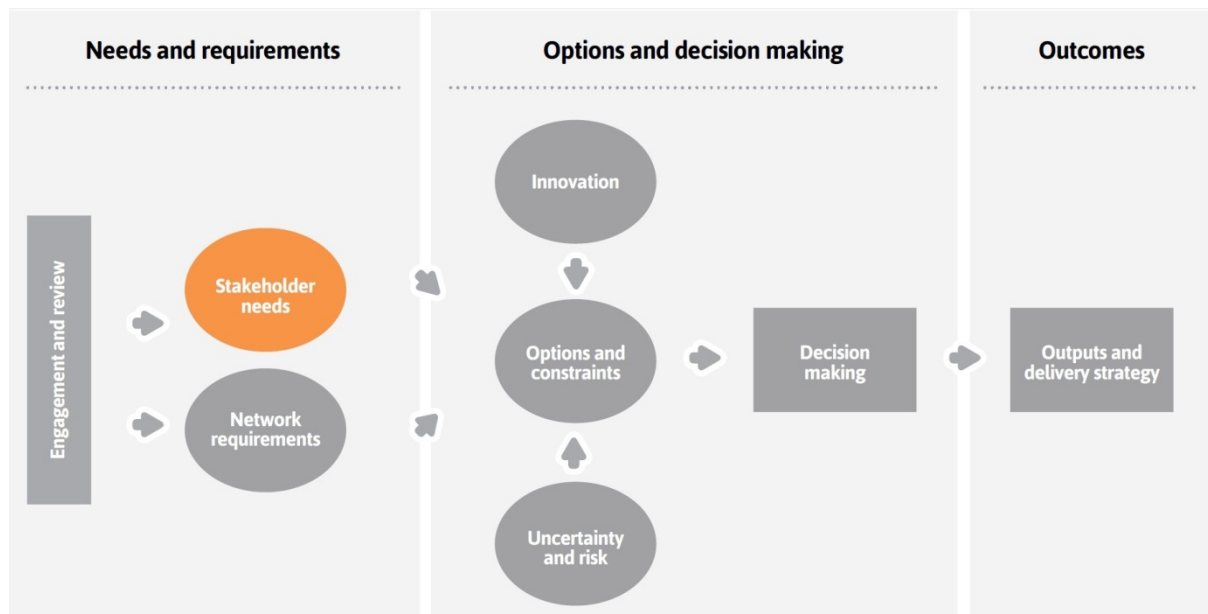 Needs and requirements
Options and decision making
Outcomes
Engagement and review
Stakeholder
needs
Network
requirements
Innovation
Options and
constraints
Uncertainty
and risk
Decision
making
Outputs and
delivery strategy